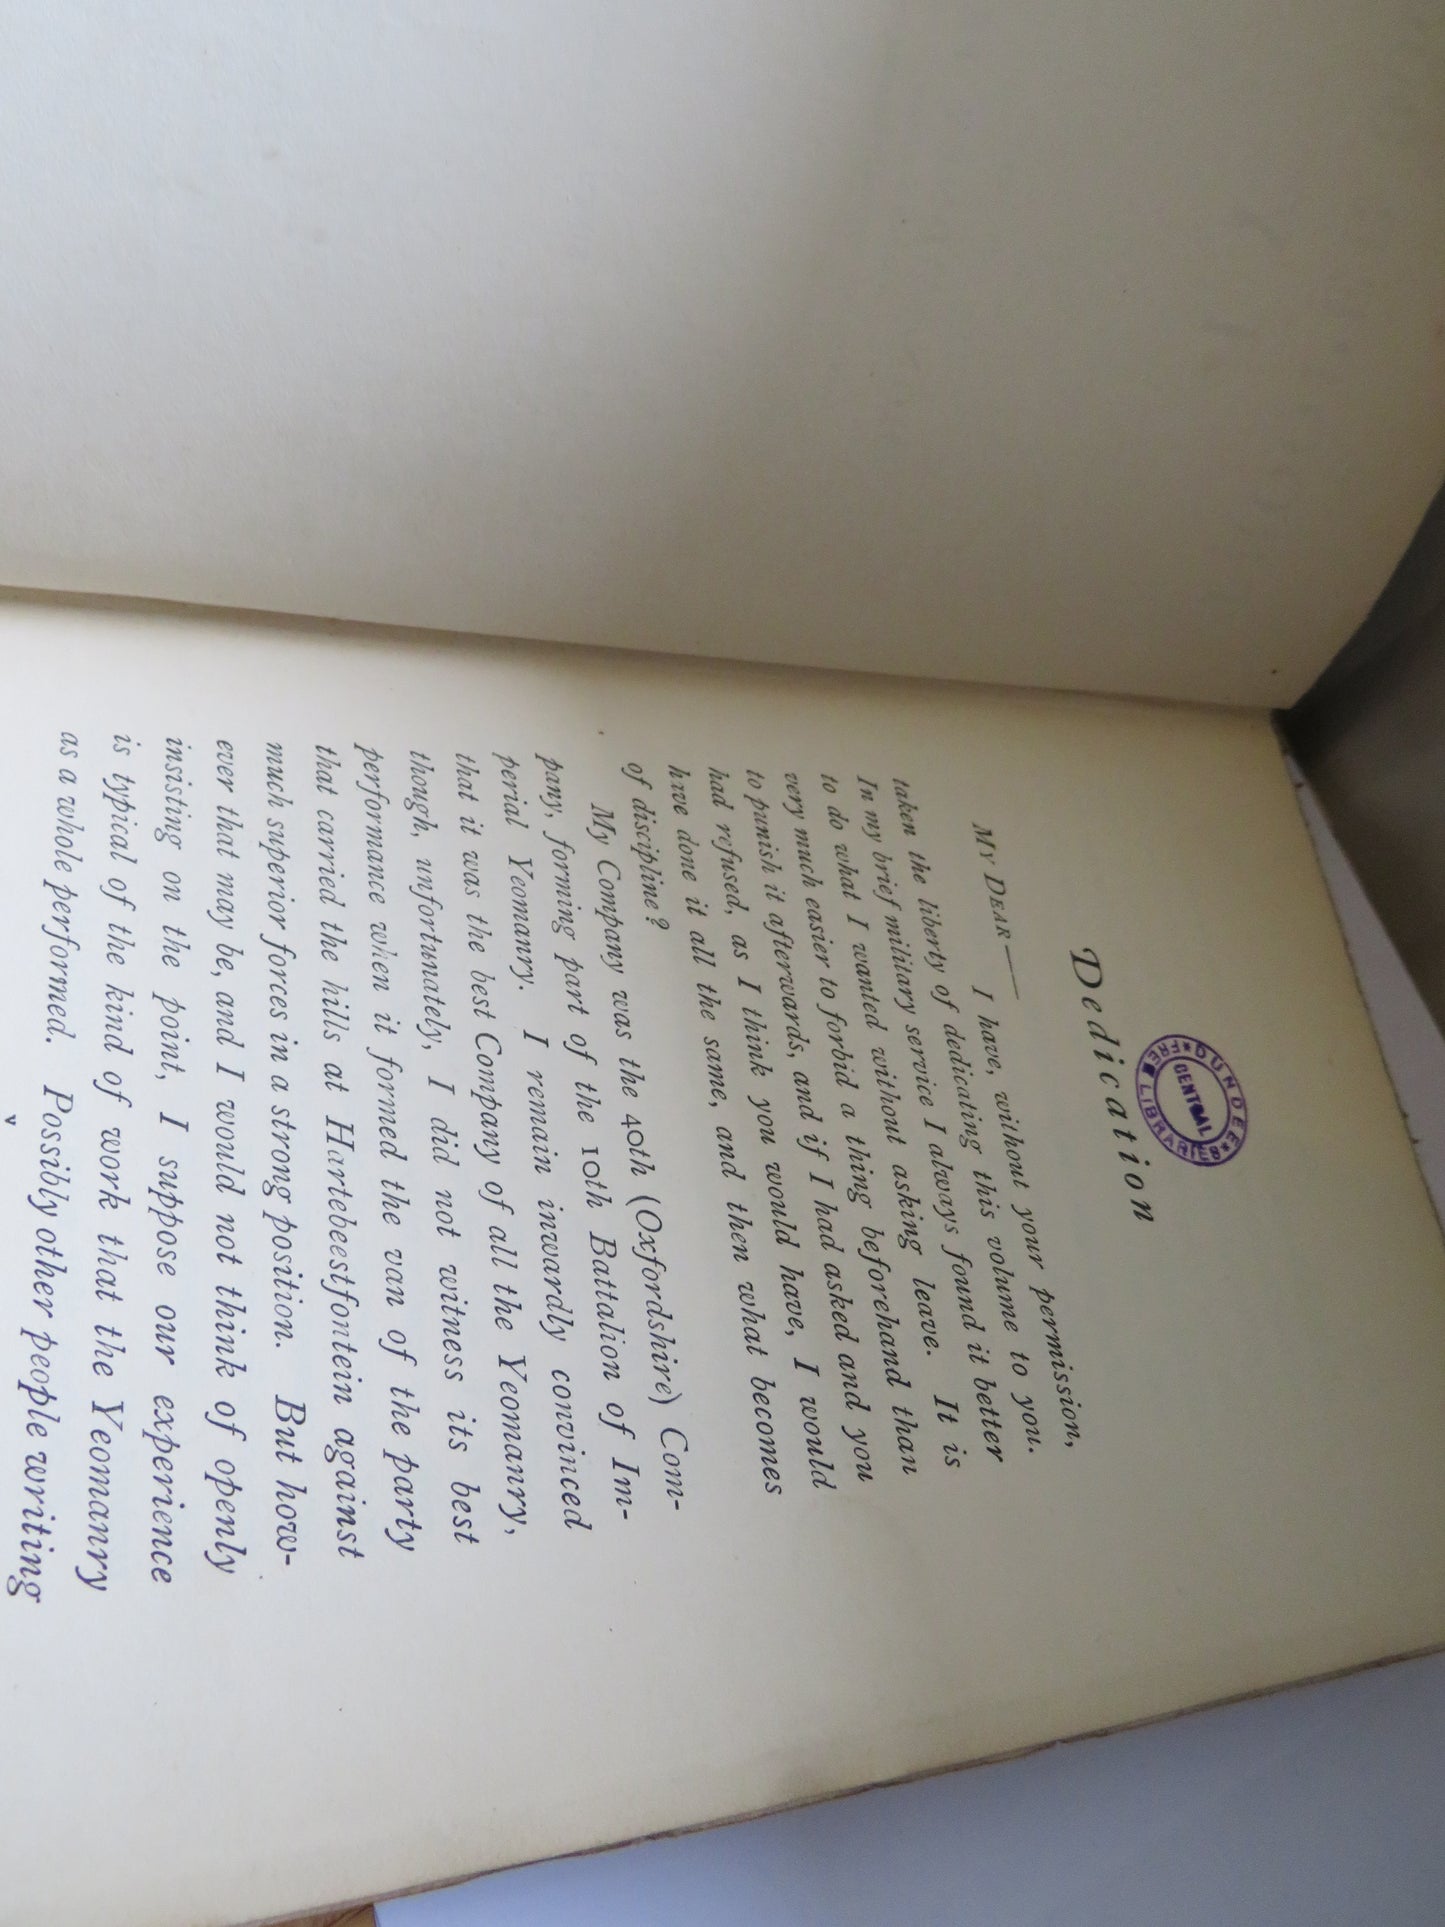 DUNDEE FREE LIBRARIES
CENTRAL
Dedication
MY DEAR —— I have, without your permission,
taken the liberty of dedicating this volume to you.
In my brief military service I always found it better
to do what I wanted without asking leave. It is
very much easier to forbid a thing beforehand than
to punish it afterwards, and if I had asked and you
had refused, as I think you would have, I would
have done it all the same, and then what becomes
of discipline?
My Company was the 40th (Oxfordshire) Com-
pany, forming part of the 10th Battalion of Im-
perial Yeomanry. I remain inwardly convinced
that it was the best Company of all the Yeomanry,
though, unfortunately, I did not witness its best
performance when it formed the van of the party
that carried the hills at Hartebeestfontein against
much superior forces in a strong position. But how-
ever that may be, and I would not think of openly
insisting on the point, I suppose our experience
is typical of the kind of work that the Yeomanry
as a whole performed. Possibly other people writing
v